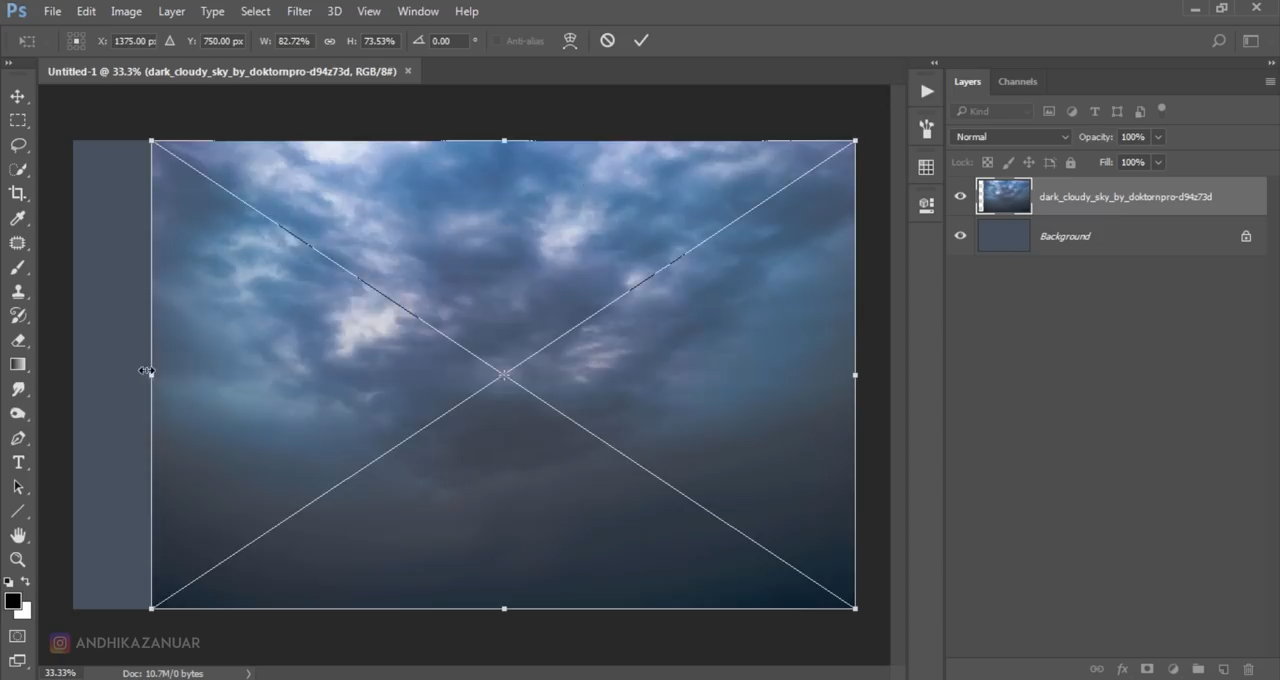 Ps File Edit Image Layer Type Select Filter 3D View Window Help
X: 1375.00 p: Y: 750.00 px W: 82.72% H: 73.53% 0.00 ° Anti-alias
Untitled-1 @ 33.3% (dark_cloudy_sky_by_doktornpro-d94z73d, RGB/8#) ×
Layers Channels
Kind
Normal Opacity: 100%
Lock: Fill: 100%
dark_cloudy_sky_by_doktornpro-d94z73d
Background
ANDHIKAZANUAR
33.33% Doc: 10.7M/0 bytes